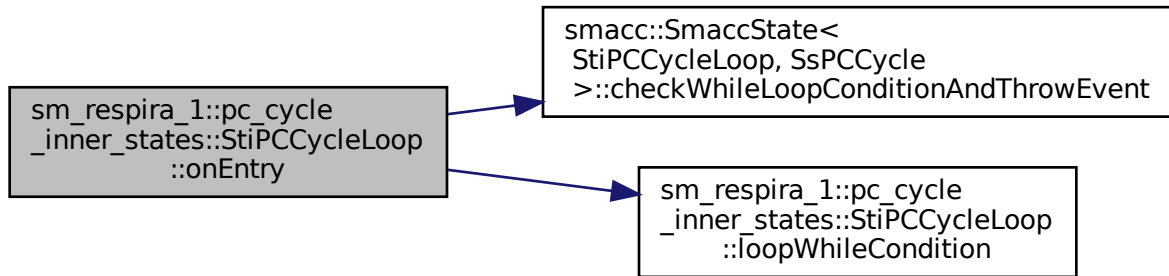 sm_respira_1::pc_cycle
_inner_states::StiPCCycleLoop
::onEntry
smacc::SmaccState<
StiPCCycleLoop, SsPCCycle
>::checkWhileLoopConditionAndThrowEvent
sm_respira_1::pc_cycle
_inner_states::StiPCCycleLoop
::loopWhileCondition